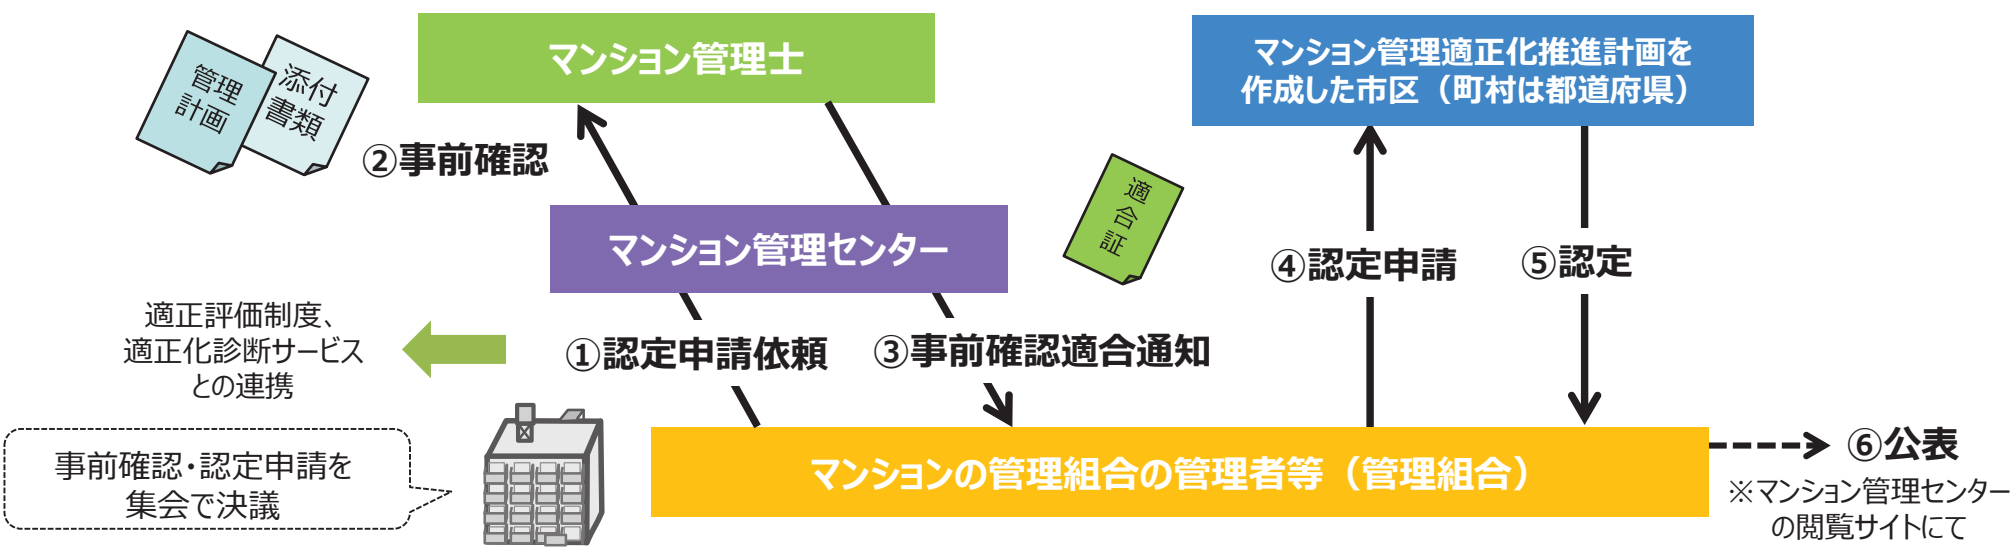 マンション管理士
マンション管理適正化推進計画を
作成した市区（町村は都道府県）
管理
計画
添付
書類
②事前確認
適合証
マンション管理センター
④認定申請
⑤認定
適正評価制度、
適正化診断サービス
との連携
①認定申請依頼
③事前確認適合通知
事前確認・認定申請を
集会で決議
マンションの管理組合の管理者等（管理組合）
⑥公表
※マンション管理センター
の閲覧サイトにて